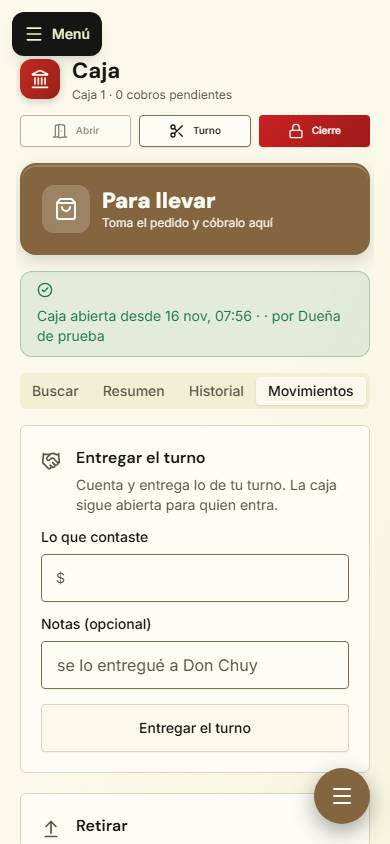 Menú
Caja
Caja 1 · 0 cobros pendientes
Abrir
Turno
Cierre
Para llevar
Toma el pedido y cóbralo aquí
Caja abierta desde 16 nov, 07:56 · · por Dueña
de prueba
Buscar
Resumen
Historial
Movimientos
Entregar el turno
Cuenta y entrega lo de tu turno. La caja
sigue abierta para quien entra.
Lo que contaste
$
Notas (opcional)
se lo entregué a Don Chuy
Entregar el turno
Retirar